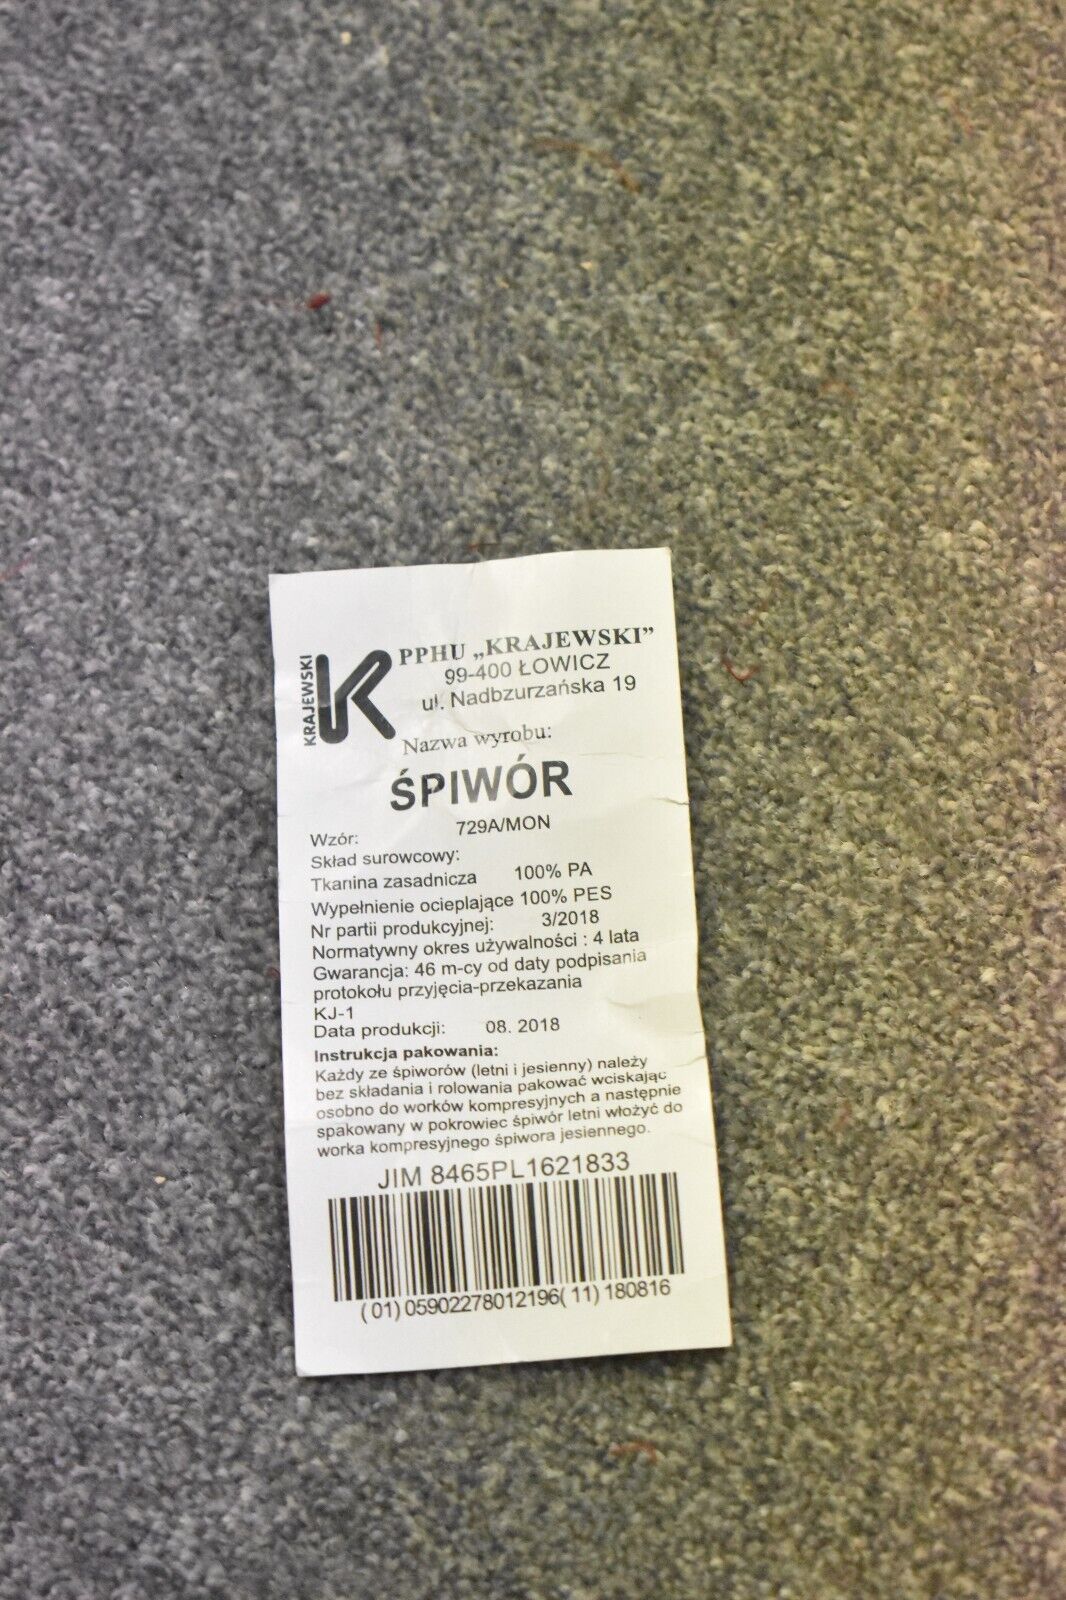 KRAJEWSKI
PPHU „KRAJEWSKI”
99-400 ŁOWICZ
ul. Nadbzurzańska 19
Nazwa wyrobu:
ŚPIWÓR
Wzór: 729A/MON
Skład surowcowy:
Tkanina zasadnicza 100% PA
Wypełnienie ocieplające 100% PES
Nr partii produkcyjnej: 3/2018
Normatywny okres używalności : 4 lata
Gwarancja: 46 m-cy od daty podpisania
protokołu przyjęcia-przekazania
KJ-1
Data produkcji: 08. 2018
Instrukcja pakowania:
Każdy ze śpiworów (letni i jesienny) należy
bez składania i rolowania pakować wciskając
osobno do worków kompresyjnych a następnie
spakowany w pokrowiec śpiwór letni włożyć do
worka kompresyjnego śpiwora jesiennego.
JIM 8465PL1621833
(01) 05902278012196(11) 180816